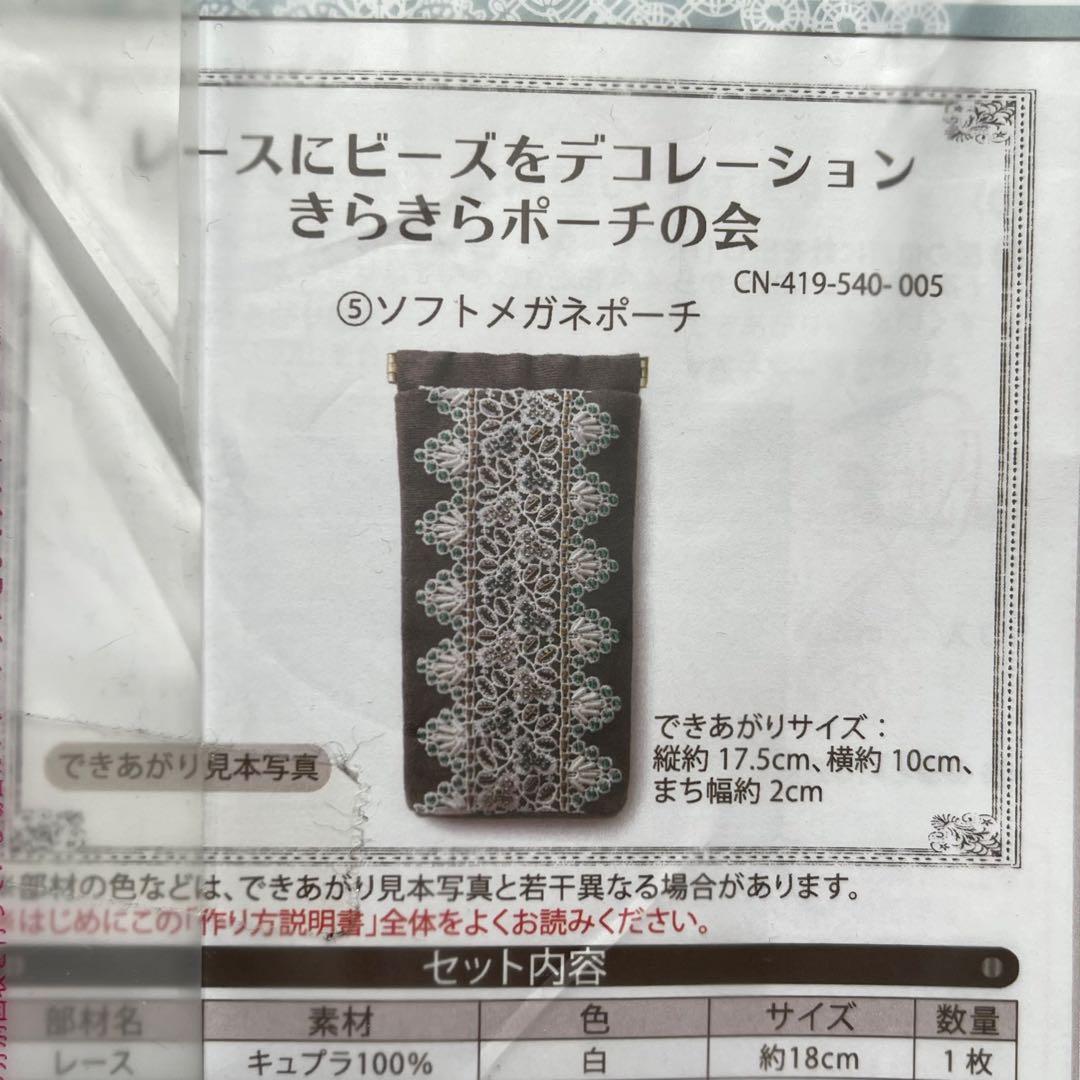 レースにビーズをデコレーション
きらきらポーチの会
CN-419-540-005
⑤ソフトメガネポーチ
できあがりサイズ：
縦約 17.5cm、横約 10cm、
まち幅約 2cm
できあがり見本写真
部材の色などは、できあがり見本写真と若干異なる場合があります。
はじめにこの「作り方説明書」全体をよくお読みください。
セット内容
部材名 素材 色 サイズ 数量
レース キュプラ100% 白 約18cm 1枚